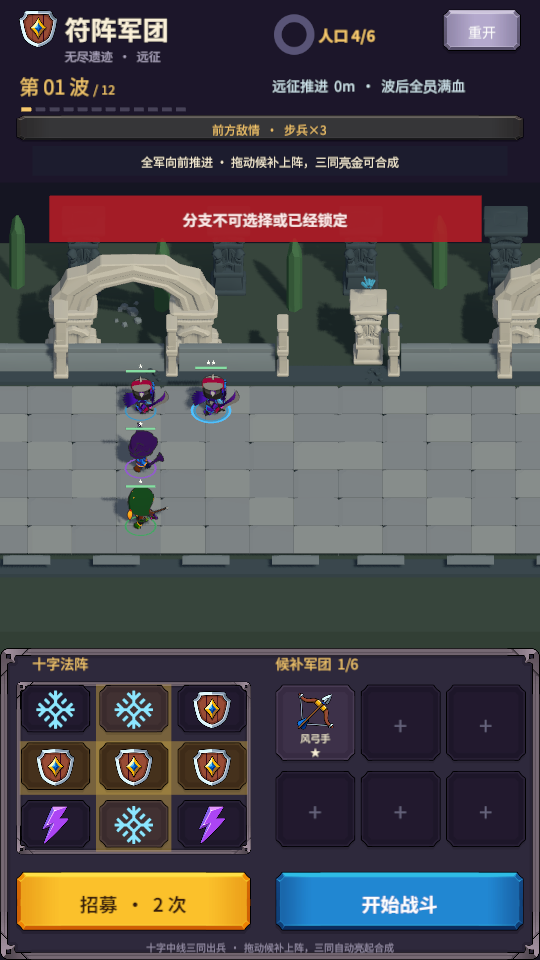 符阵军团
无尽遗迹 · 远征
人口 4/6
重开
第 01 波 / 12
远征推进 0m · 波后全员满血
前方敌情 · 步兵×3
全军向前推进 · 拖动候补上阵，三同亮金可合成
分支不可选择或已经锁定
十字法阵
候补军团 1/6
风弓手
★
招募 · 2 次
开始战斗
十字中线三同出兵 · 拖动候补上阵，三同自动亮起合成